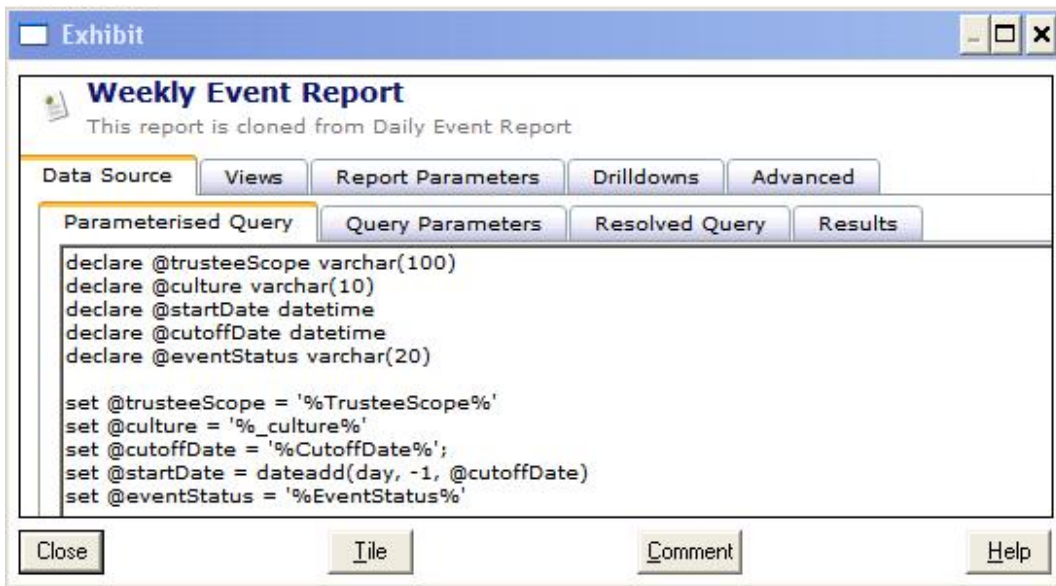 Exhibit
Weekly Event Report
This report is cloned from Daily Event Report
Data Source Views Report Parameters Drilldowns Advanced
Parameterised Query Query Parameters Resolved Query Results
declare @trusteeScope varchar(100)
declare @culture varchar(10)
declare @startDate datetime
declare @cutoffDate datetime
declare @eventStatus varchar(20)
set @trusteeScope = '%TrusteeScope%'
set @culture = '%_culture%'
set @cutoffDate = '%CutoffDate%';
set @startDate = dateadd(day, -1, @cutoffDate)
set @eventStatus = '%EventStatus%'
Close Tile Comment Help